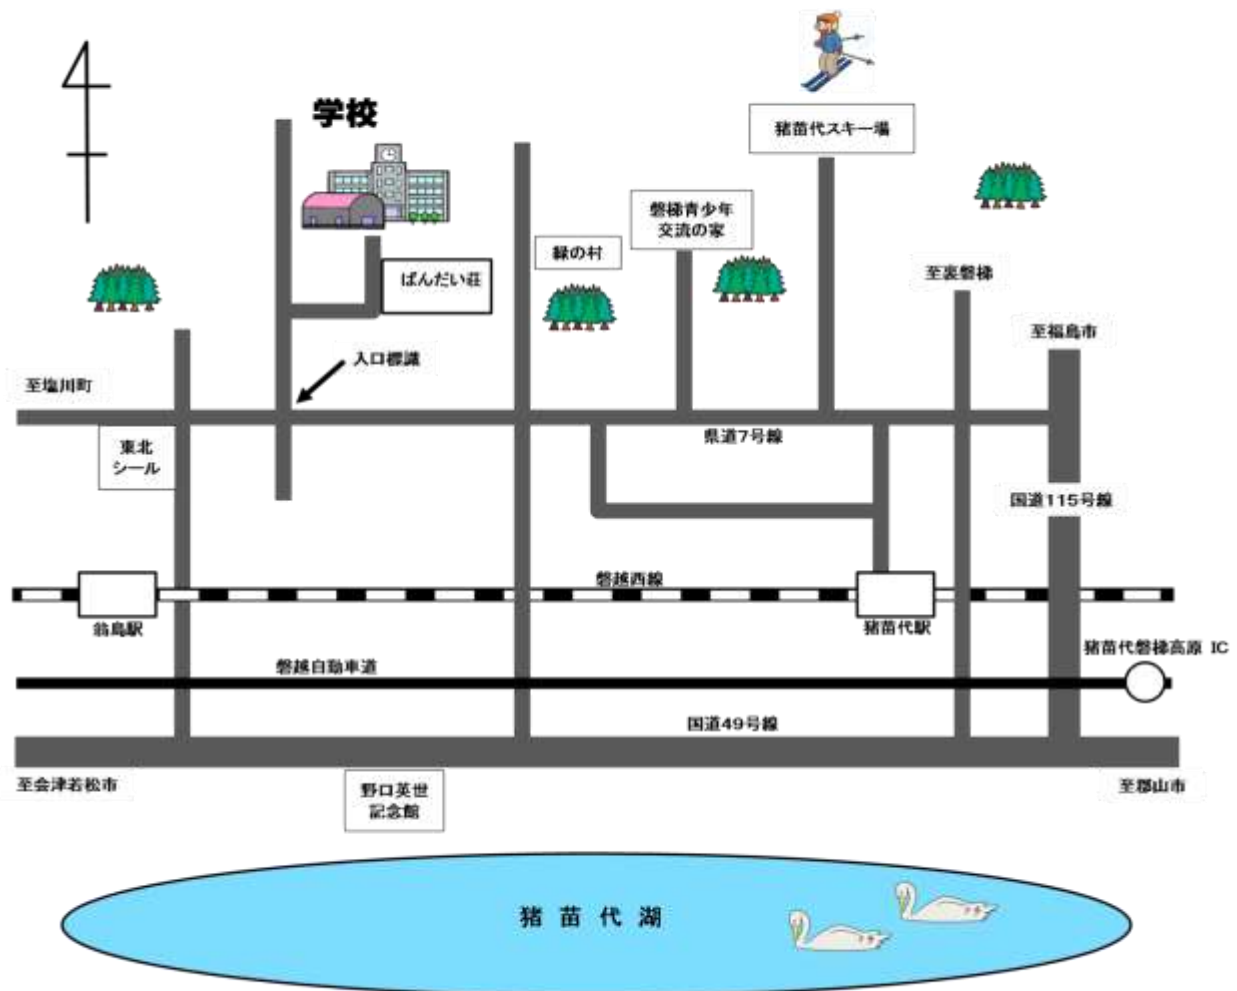 学校
猪苗代スキー場
磐梯青少年
交流の家
緑の村
ばんだい荘
至裏磐梯
至福島市
入口標識
至塩川町
県道7号線
東北
シール
国道115号線
磐越西線
翁島駅
猪苗代駅
猪苗代磐梯高原 IC
磐越自動車道
国道49号線
至会津若松市
野口英世
記念館
至郡山市
猪苗代湖